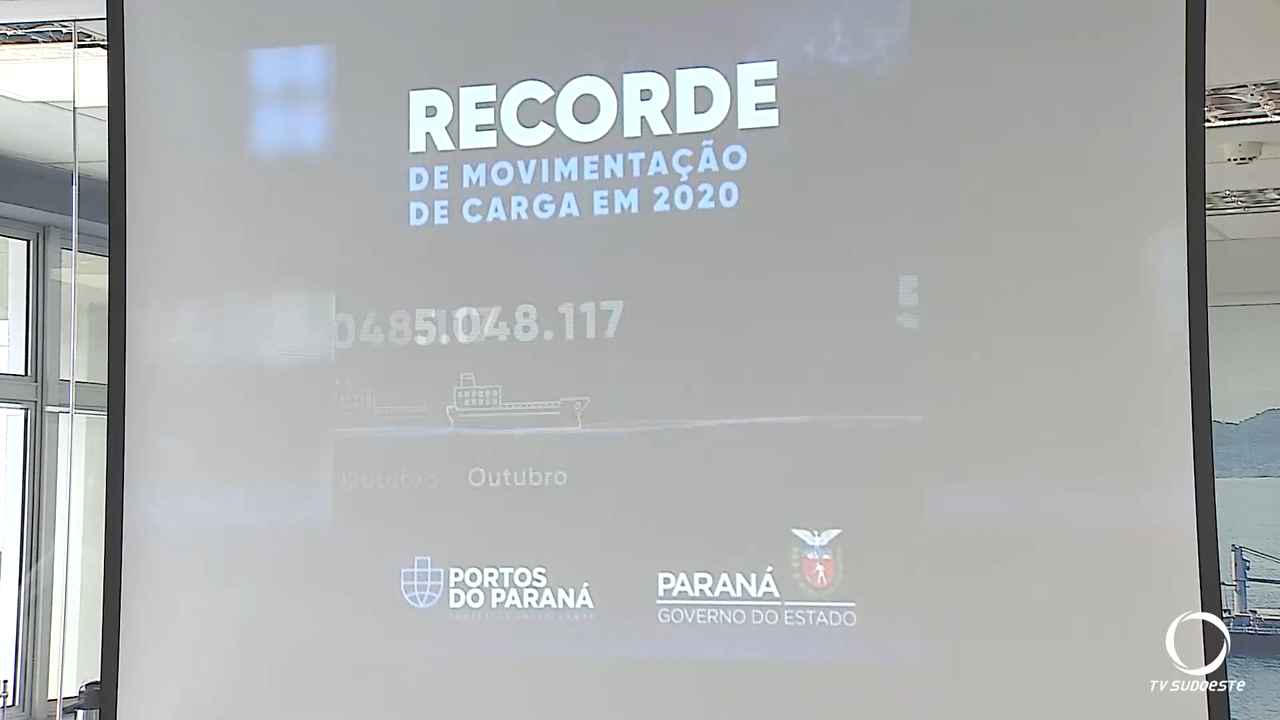 RECORDE
DE MOVIMENTAÇÃO
DE CARGA EM 2020
5.048.117
Outubro Outubro
PORTOS
DO PARANÁ
PARANÁ
GOVERNO DO ESTADO
TV SUDOESTE